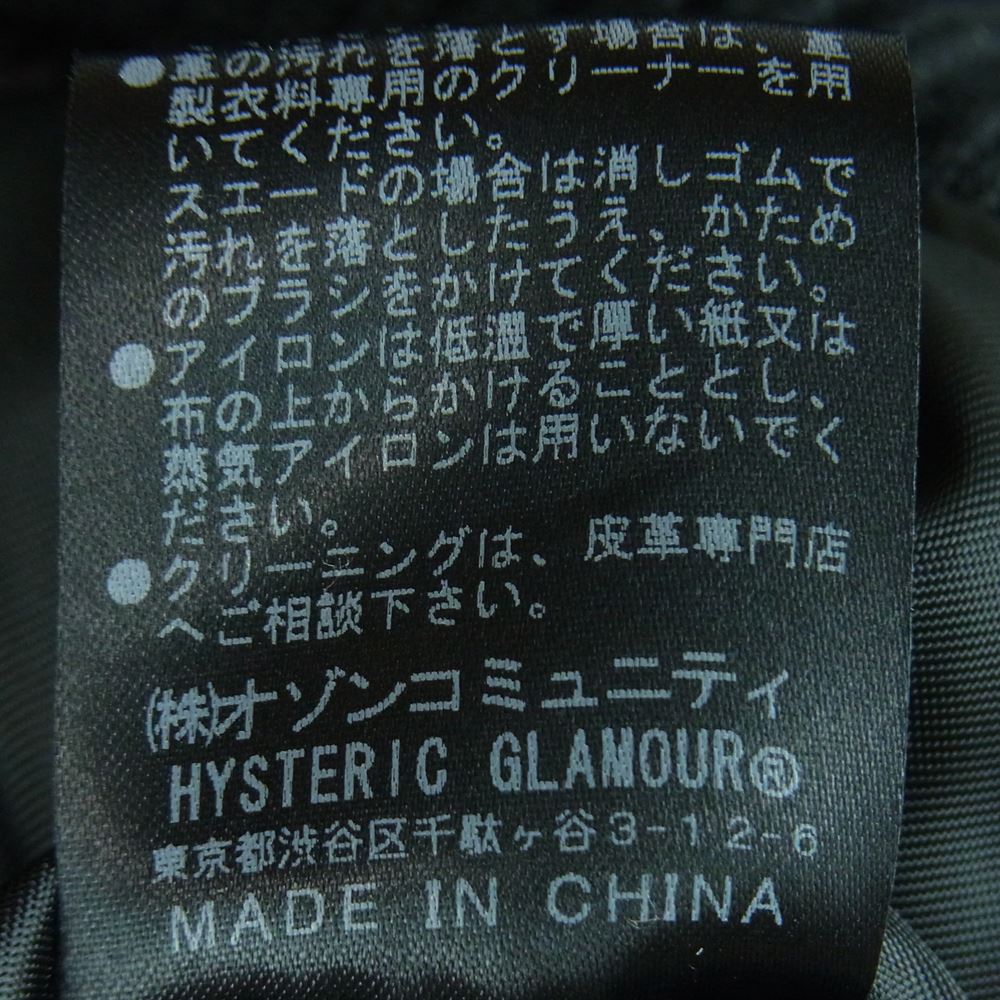 ●革の汚れを落とす場合は、革
製衣料専用のクリーナーを用
いてください。
スエードの場合は消しゴムで
汚れを落としたうえ、かため
のブラシをかけてください。
●アイロンは低温で厚い紙又は
布の上からかけることとし、
蒸気アイロンは用いないでく
ださい。
●クリーニングは、皮革専門店
へご相談下さい。
㈱オゾンコミュニティ
HYSTERIC GLAMOUR®
東京都渋谷区千駄ヶ谷3-12-6
MADE IN CHINA